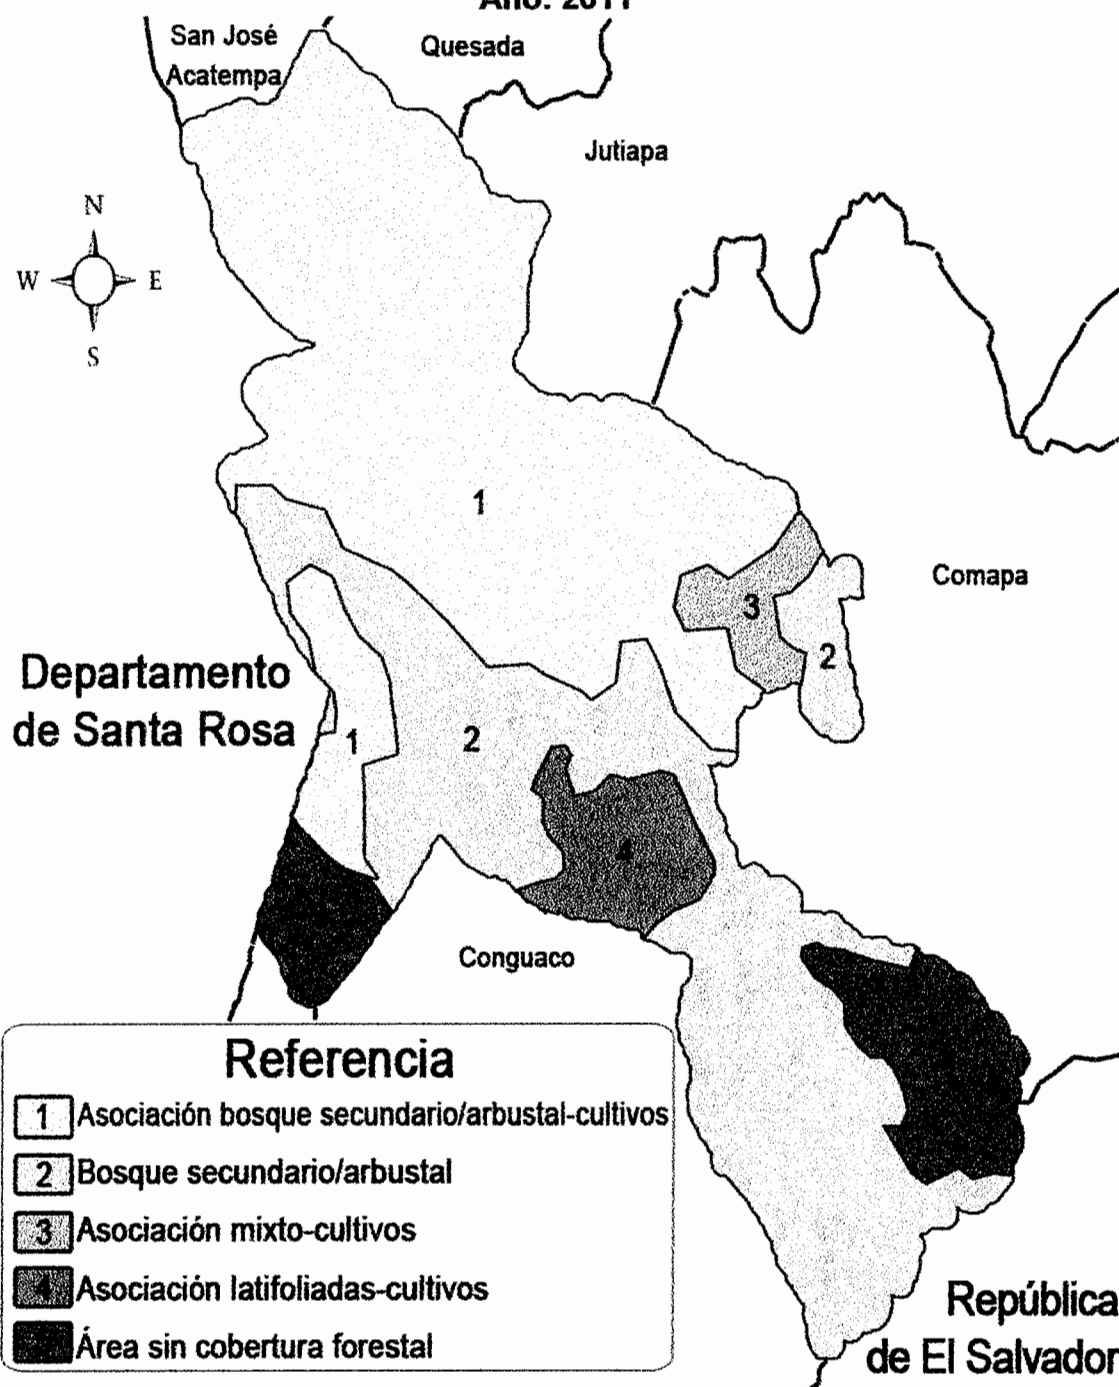 Año: 2011
San José
Acatempa
Quesada
Jutiapa
N
W E
S
1
3
Comapa
2
Departamento
de Santa Rosa
1
2
4
Conguaco
Referencia
1 Asociación bosque secundario/arbustal-cultivos
2 Bosque secundario/arbustal
3 Asociación mixto-cultivos
4 Asociación latifoliadas-cultivos
Área sin cobertura forestal
República
de El Salvador